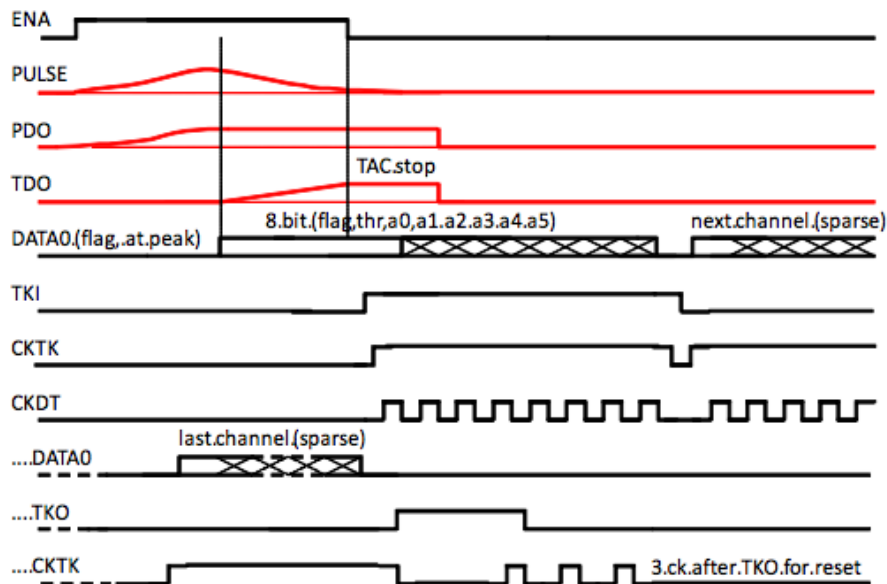 ENA
PULSE
PDO
TDO
TAC.stop
8.bit.(flag,thr,a0,a1.a2.a3.a4.a5)
next.channel.(sparse)
DATA0.(flag,.at.peak)
TKI
CKTK
CKDT
last.channel.(sparse)
....DATA0
....TKO
....CKTK
3.ck.after.TKO.for.reset